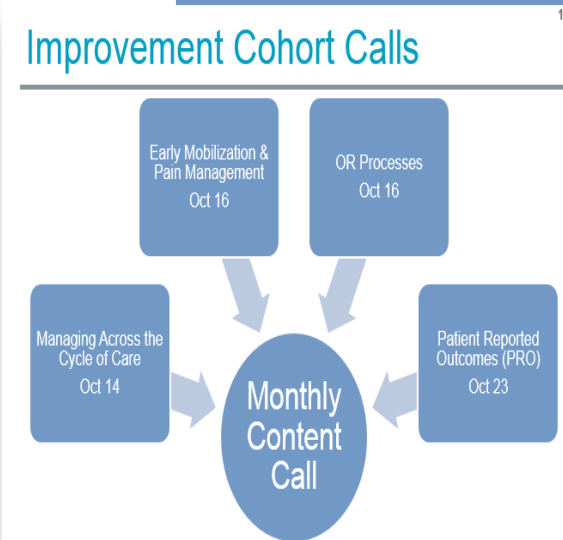 1
Improvement Cohort Calls
Early Mobilization &
Pain Management
Oct 16
OR Processes
Oct 16
Managing Across the
Cycle of Care
Oct 14
Patient Reported
Outcomes (PRO)
Oct 23
Monthly
Content
Call